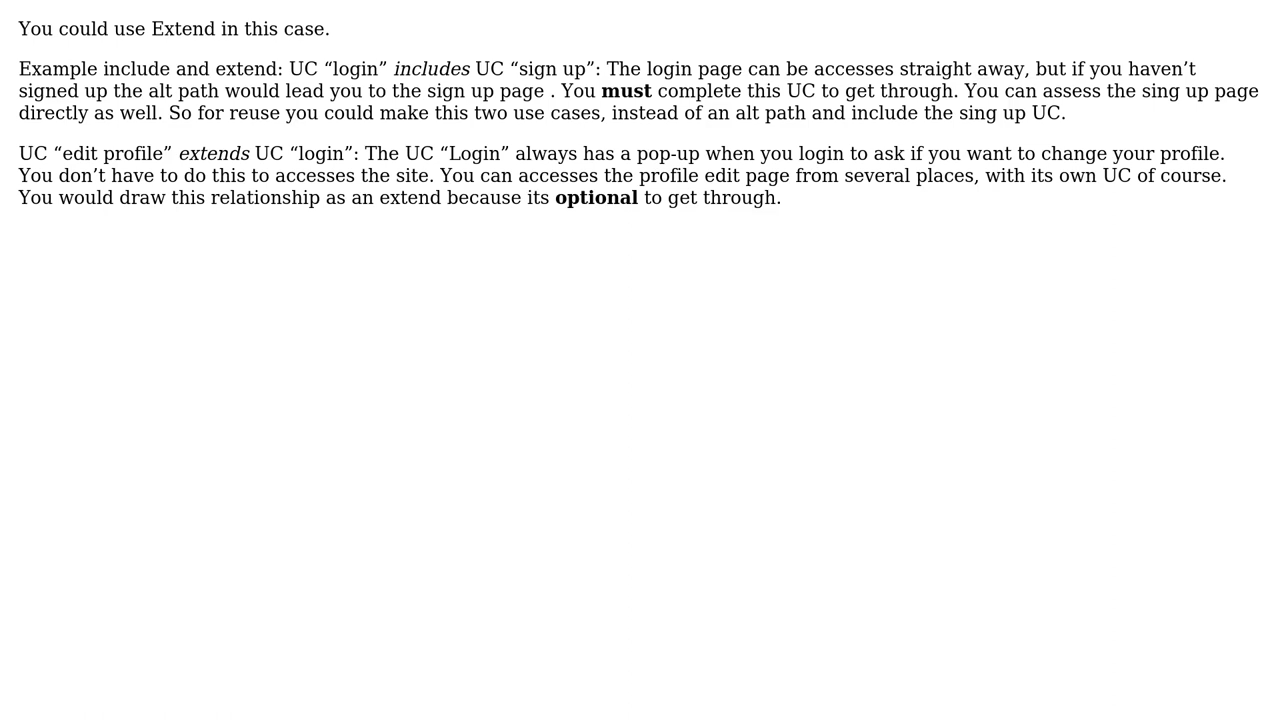 You could use Extend in this case.
Example include and extend: UC “login” includes UC “sign up”: The login page can be accesses straight away, but if you haven’t
signed up the alt path would lead you to the sign up page . You must complete this UC to get through. You can assess the sing up page
directly as well. So for reuse you could make this two use cases, instead of an alt path and include the sing up UC.
UC “edit profile” extends UC “login”: The UC “Login” always has a pop-up when you login to ask if you want to change your profile.
You don’t have to do this to accesses the site. You can accesses the profile edit page from several places, with its own UC of course.
You would draw this relationship as an extend because its optional to get through.